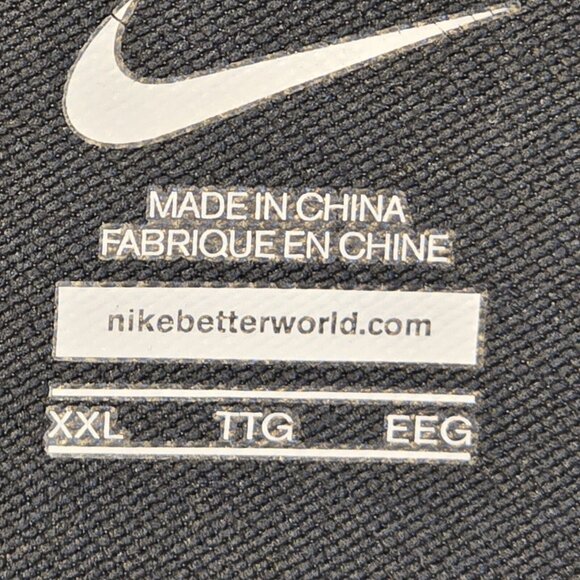 MADE IN CHINA
FABRIQUE EN CHINE
nikebetterworld.com
XXL TTG EEG